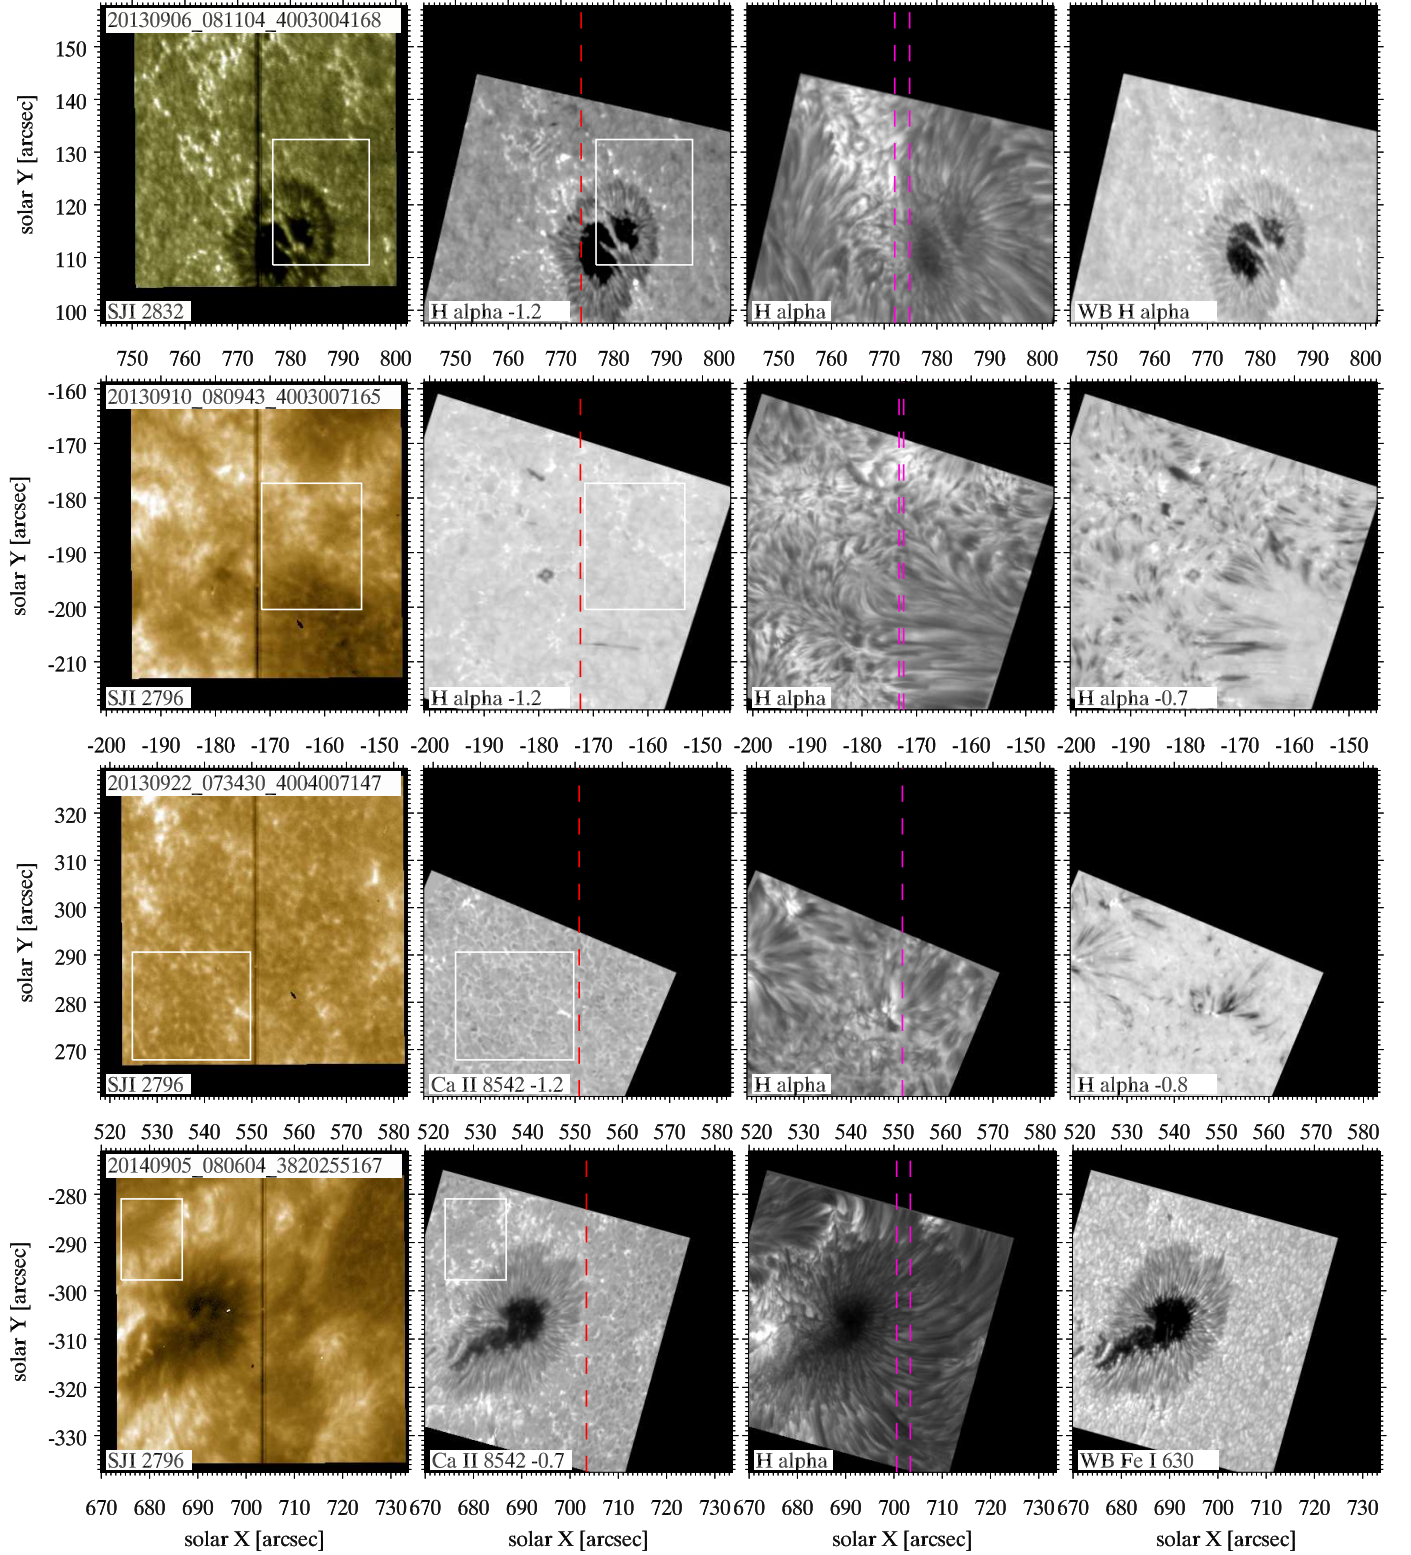 20130906_081104_4003004168
150
140
130
120
110
100
solar Y [arcsec]
SJI 2832
H alpha -1.2
H alpha
WB H alpha
750 760 770 780 790 800 750 760 770 780 790 800 750 760 770 780 790 800 750 760 770 780 790 800
20130910_080943_4003007165
-160
-170
-180
-190
-200
-210
solar Y [arcsec]
SJI 2796
H alpha -1.2
H alpha
H alpha -0.7
-200 -190 -180 -170 -160 -150 -200 -190 -180 -170 -160 -150 -200 -190 -180 -170 -160 -150 -200 -190 -180 -170 -160 -150
20130922_073430_4004007147
320
310
300
290
280
270
solar Y [arcsec]
SJI 2796
Ca II 8542 -1.2
H alpha
H alpha -0.8
520 530 540 550 560 570 580 520 530 540 550 560 570 580 520 530 540 550 560 570 580 520 530 540 550 560 570 580
20140905_080604_3820255167
-280
-290
-300
-310
-320
-330
solar Y [arcsec]
SJI 2796
Ca II 8542 -0.7
H alpha
WB Fe I 630
670 680 690 700 710 720 730 670 680 690 700 710 720 730 670 680 690 700 710 720 730 670 680 690 700 710 720 730
solar X [arcsec] solar X [arcsec] solar X [arcsec] solar X [arcsec]